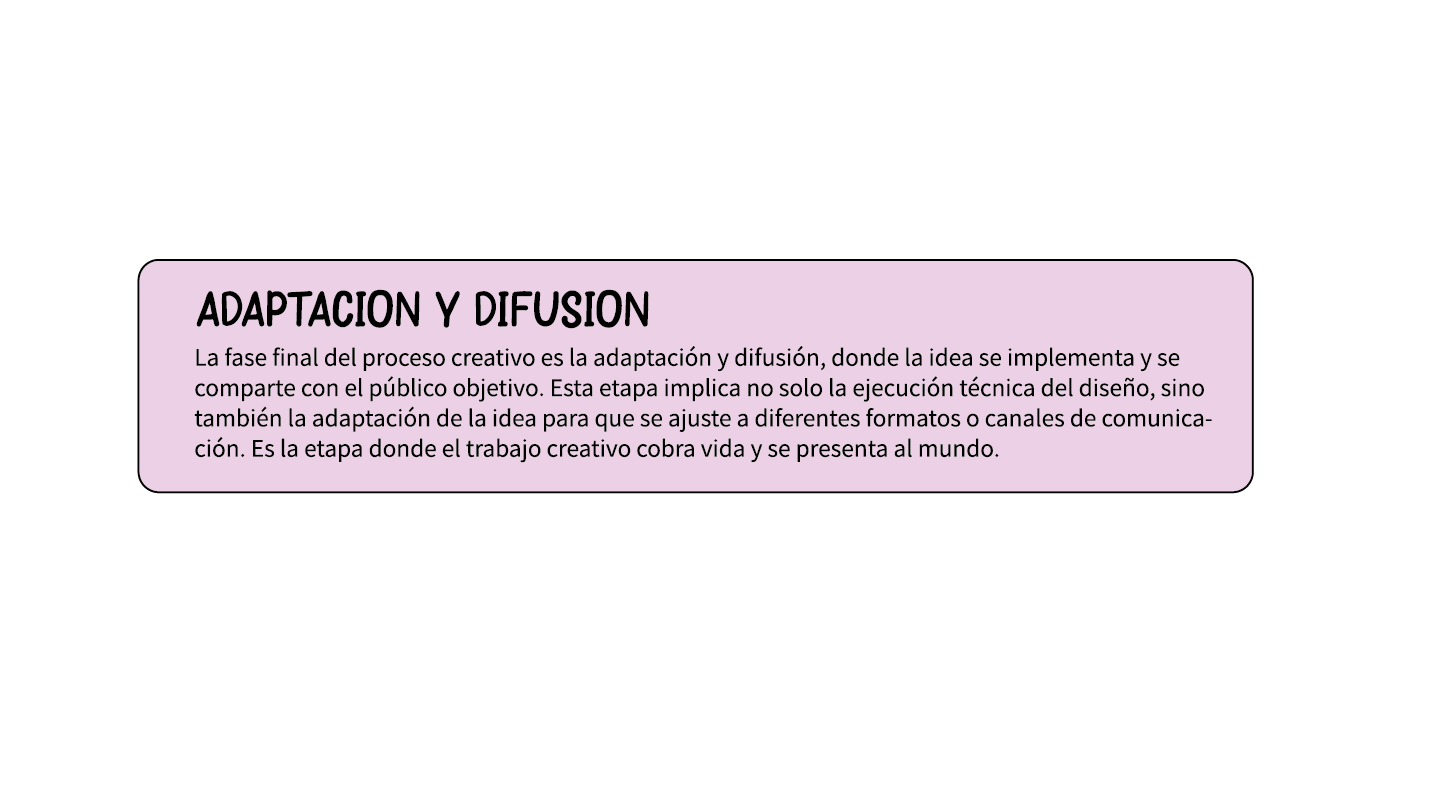 ADAPTACION Y DIFUSION
La fase final del proceso creativo es la adaptación y difusión, donde la idea se implementa y se
comparte con el público objetivo. Esta etapa implica no solo la ejecución técnica del diseño, sino
también la adaptación de la idea para que se ajuste a diferentes formatos o canales de comunica-
ción. Es la etapa donde el trabajo creativo cobra vida y se presenta al mundo.